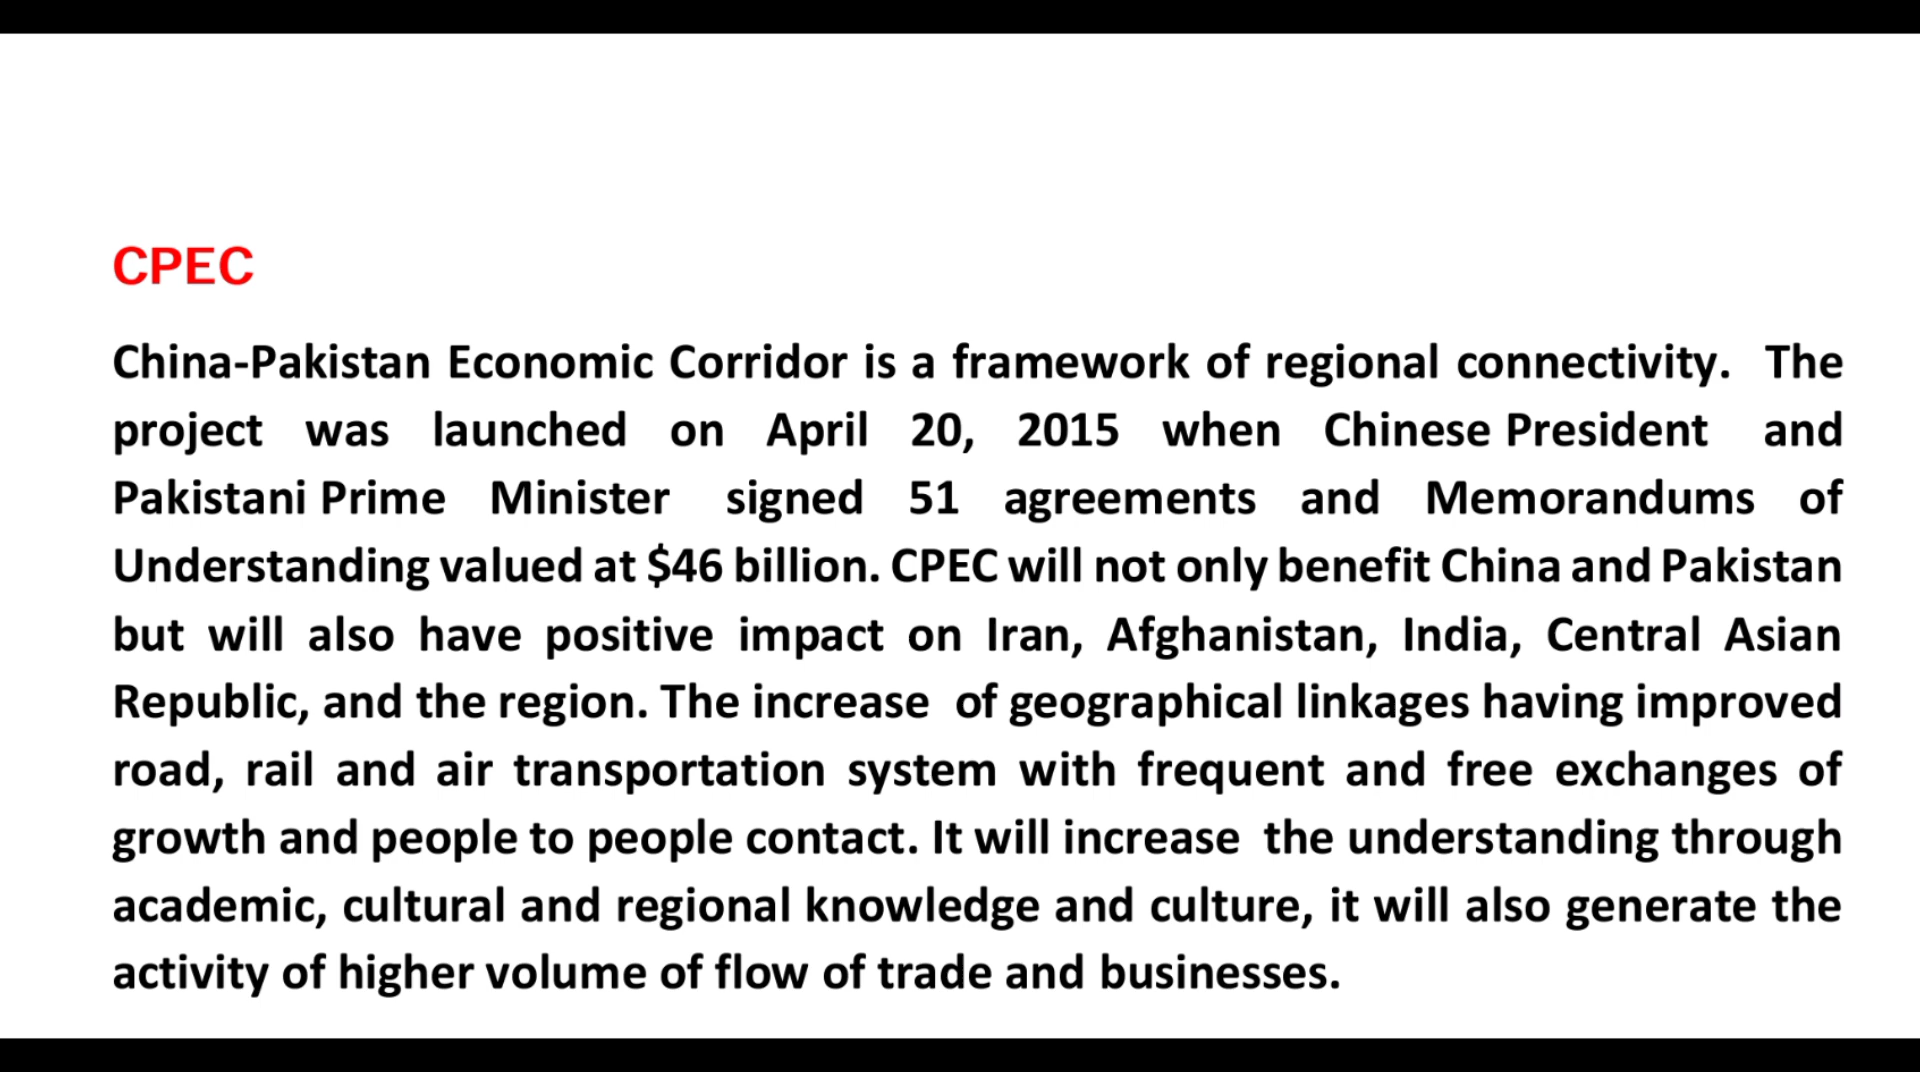 CPEC
China-Pakistan Economic Corridor is a framework of regional connectivity. The
project was launched on April 20, 2015 when Chinese President and
Pakistani Prime Minister signed 51 agreements and Memorandums of
Understanding valued at $46 billion. CPEC will not only benefit China and Pakistan
but will also have positive impact on Iran, Afghanistan, India, Central Asian
Republic, and the region. The increase of geographical linkages having improved
road, rail and air transportation system with frequent and free exchanges of
growth and people to people contact. It will increase the understanding through
academic, cultural and regional knowledge and culture, it will also generate the
activity of higher volume of flow of trade and businesses.